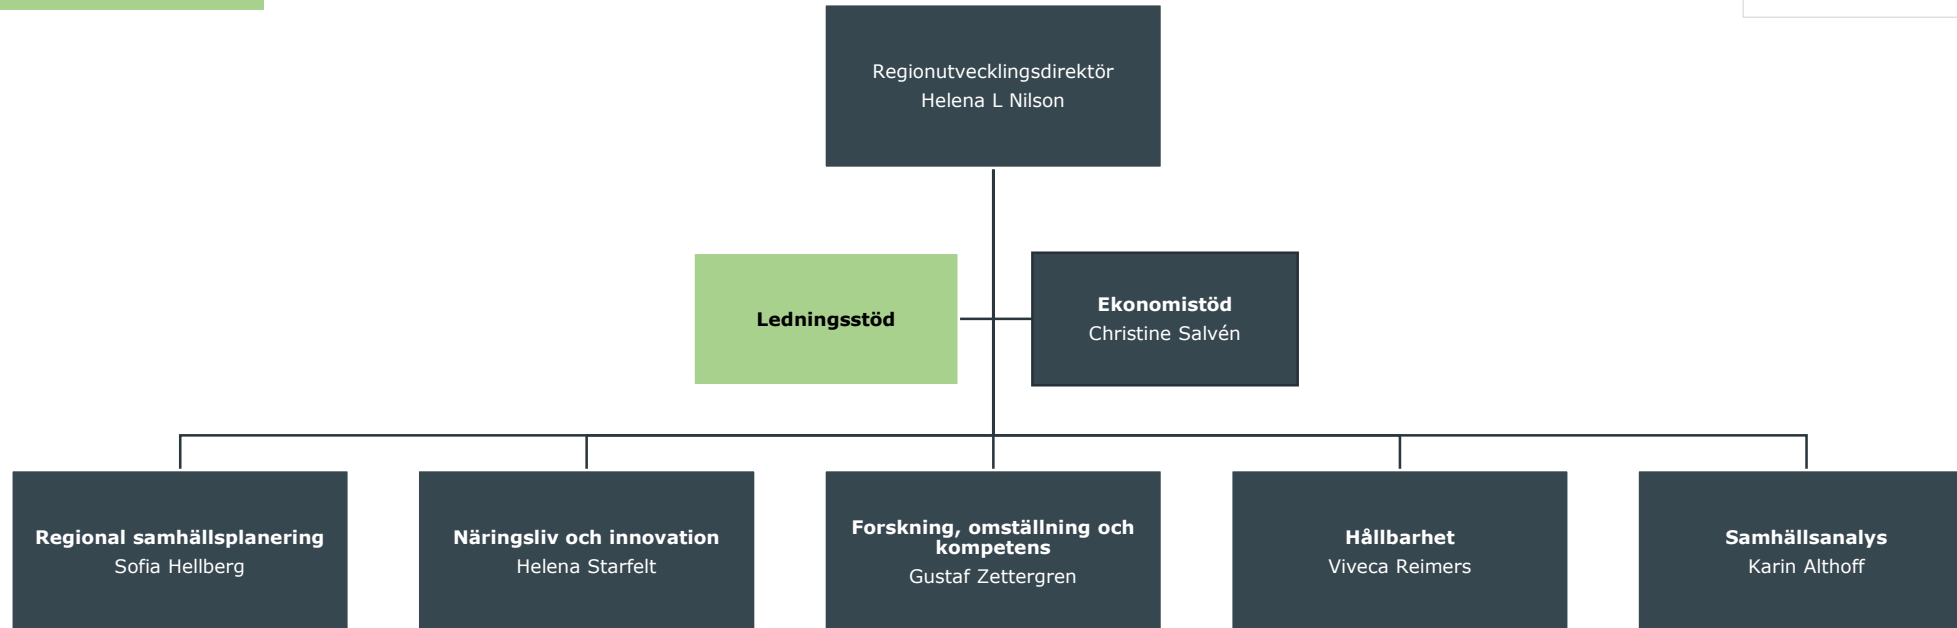 Regionutvecklingsdirektör
Helena L Nilson
Ledningsstöd
Ekonomistöd
Christine Salvén
Regional samhällsplanering
Sofia Hellberg
Näringsliv och innovation
Helena Starfelt
Forskning, omställning och
kompetens
Gustaf Zettergren
Hållbarhet
Viveca Reimers
Samhällsanalys
Karin Althoff